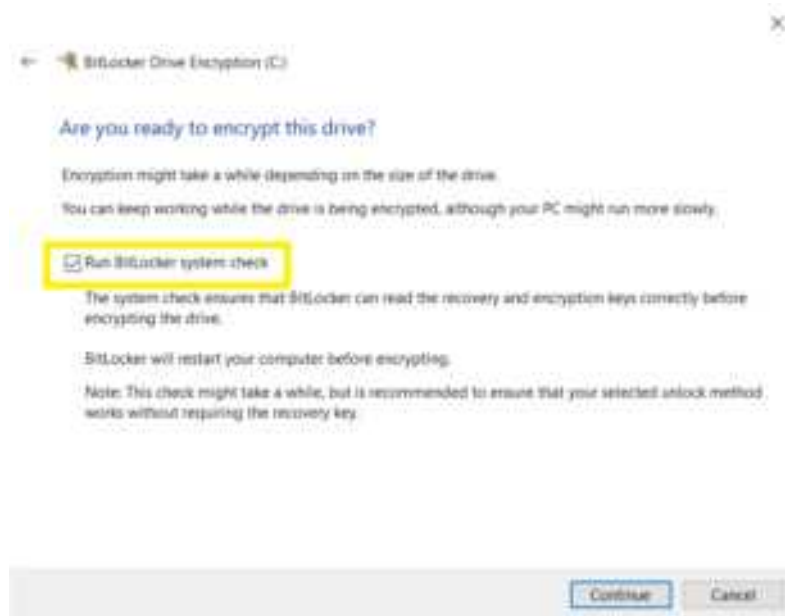 BitLocker Drive Encryption (C:)
Are you ready to encrypt this drive?
Encryption might take a while depending on the size of the drive.
You can keep working while the drive is being encrypted, although your PC might run more slowly.
Run BitLocker system check
The system check ensures that BitLocker can read the recovery and encryption keys correctly before
encrypting the drive.
BitLocker will restart your computer before encrypting.
Note: This check might take a while, but is recommended to ensure that your selected unlock method
works without requiring the recovery key.
Continue
Cancel